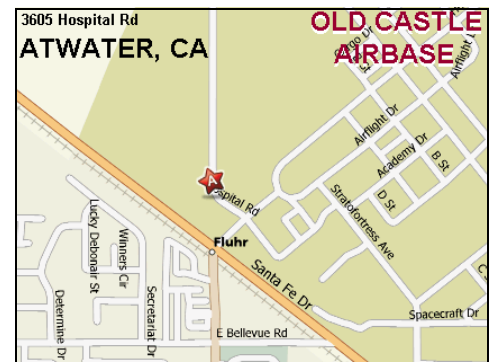 3605 Hospital Rd
ATWATER, CA
OLD CASTLE
AIRBASE
Airflight Dr
Academy Dr
B St
D St
Stratofortress Ave
A
spital Rd
Fluhr
Santa Fe Dr
Spacecraft Dr
E Bellevue Rd
Lucky Debonair St
Winners Cir
Secretariat Dr
Determine Dr